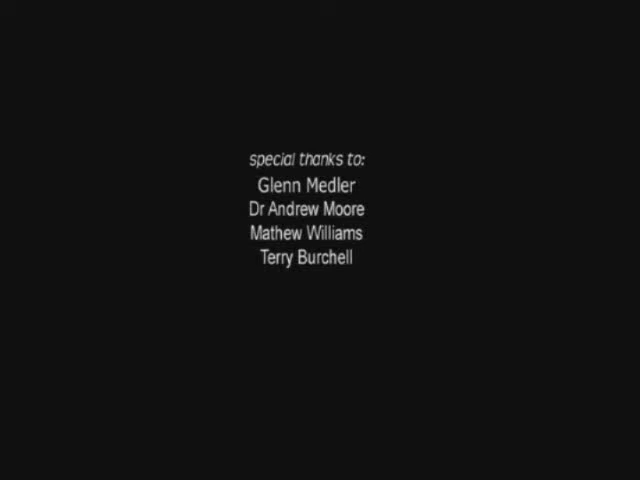 special thanks to:
Glenn Medler
Dr Andrew Moore
Mathew Williams
Terry Burchell